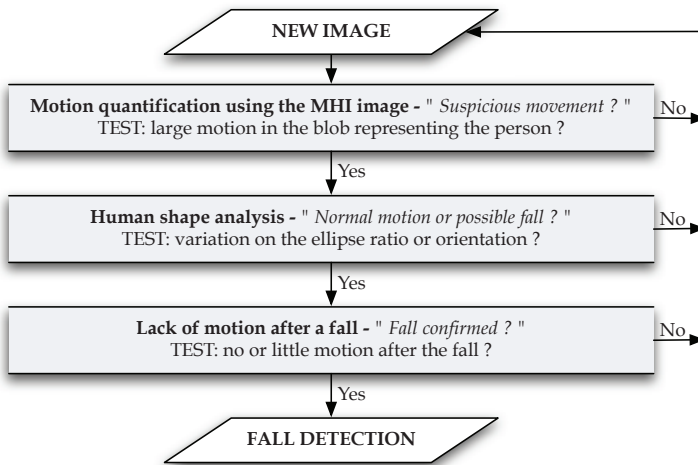 NEW IMAGE
Motion quantification using the MHI image - " Suspicious movement ? "
TEST: large motion in the blob representing the person ?
No
Yes
Human shape analysis - " Normal motion or possible fall ? "
TEST: variation on the ellipse ratio or orientation ?
No
Yes
Lack of motion after a fall - " Fall confirmed ? "
TEST: no or little motion after the fall ?
No
Yes
FALL DETECTION